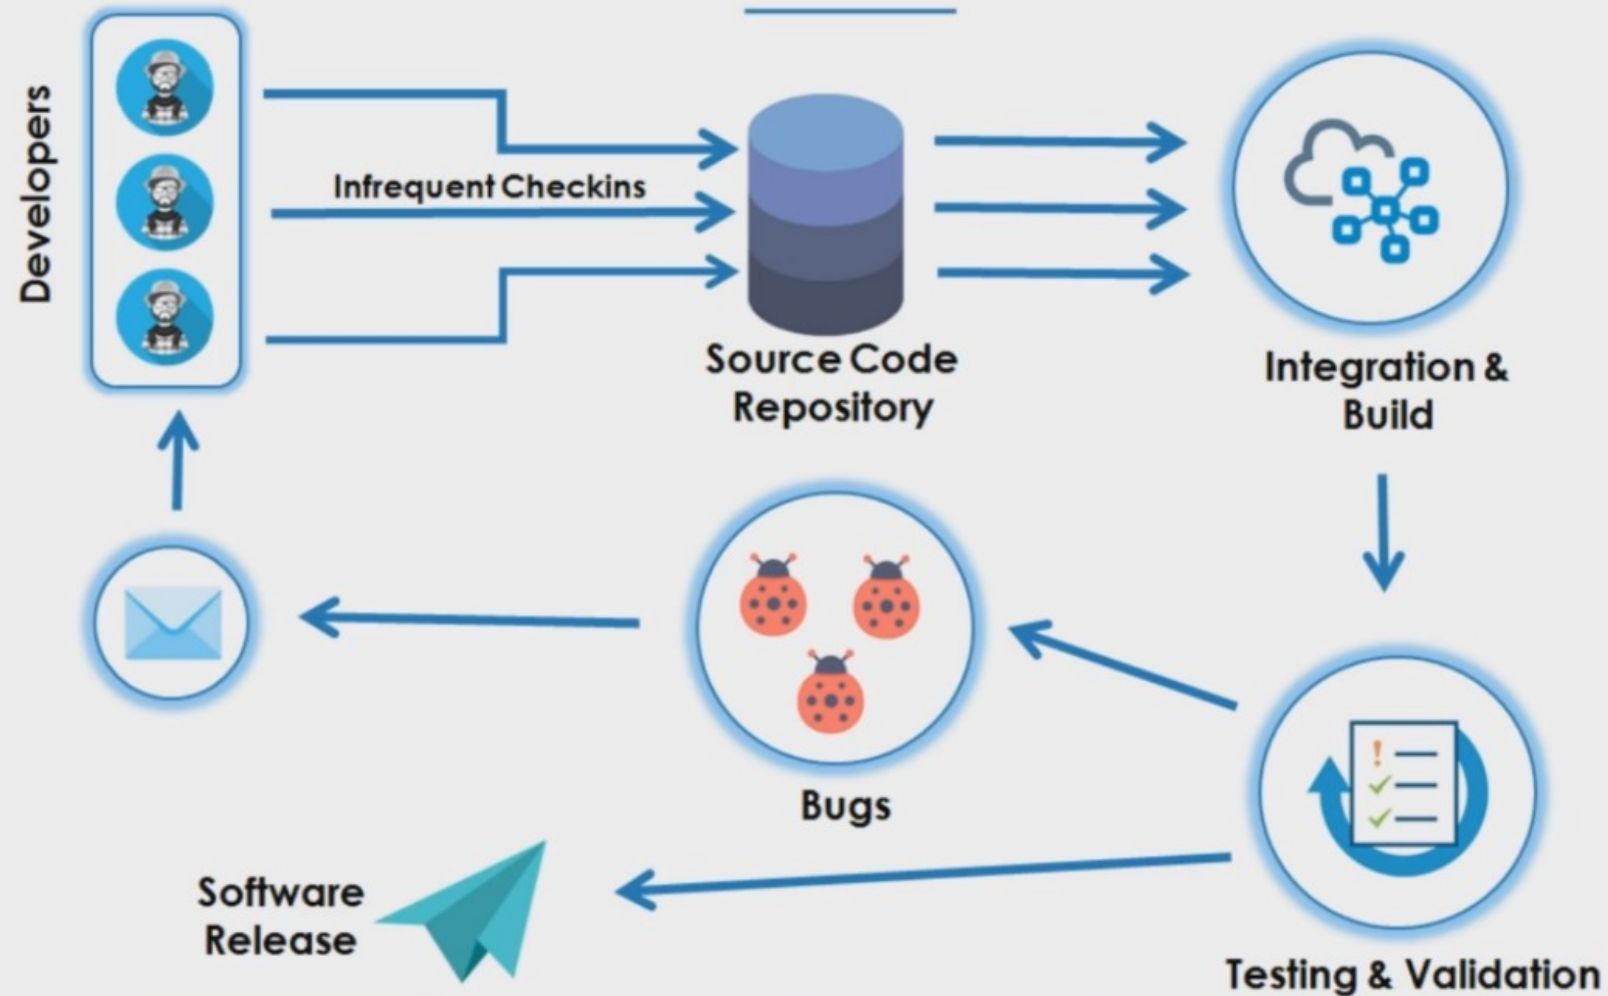 Developers
Infrequent Checkins
Source Code
Repository
Integration &
Build
Bugs
Software
Release
Testing & Validation